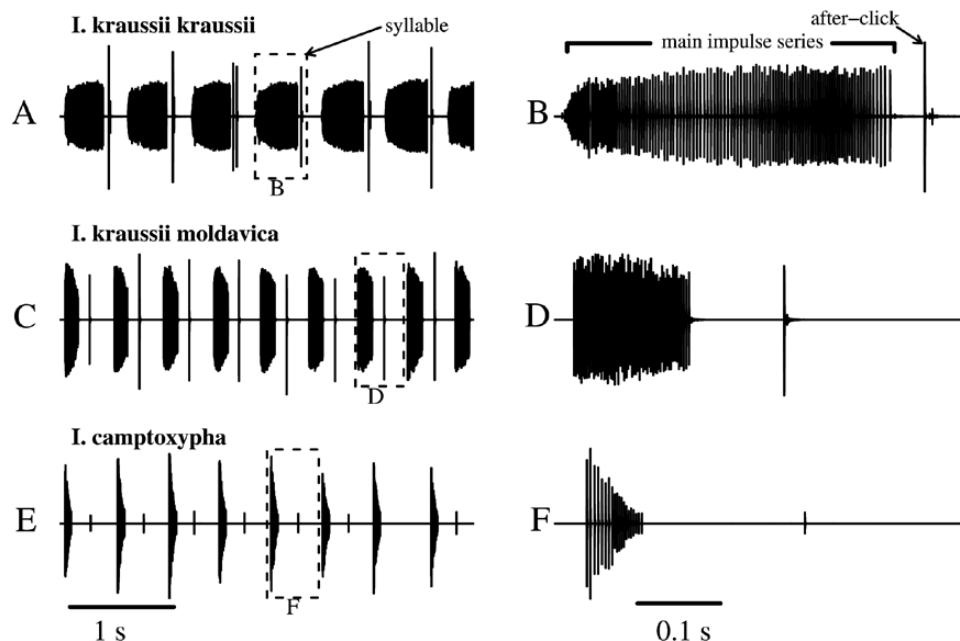 I. kraussii kraussii
syllable
after−click
main impulse series
A
B
B
I. kraussii moldavica
C
D
D
I. camptoxypha
E
F
F
1 s
0.1 s